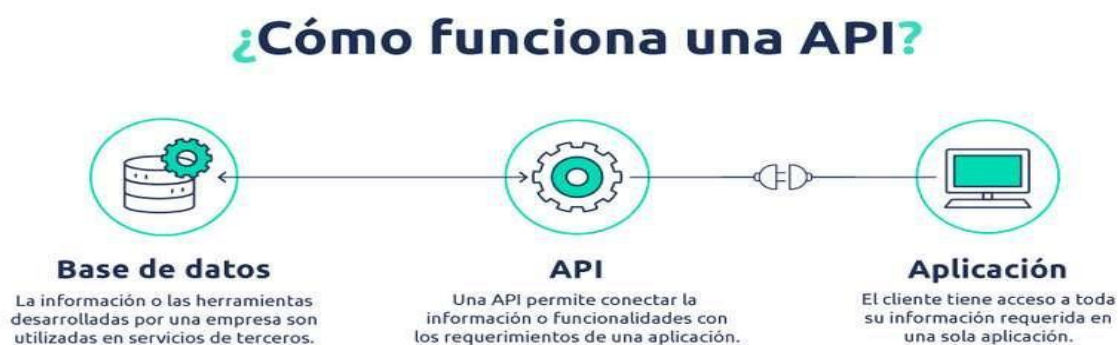 ¿Cómo funciona una API?
Base de datos
La información o las herramientas
desarrolladas por una empresa son
utilizadas en servicios de terceros.
API
Una API permite conectar la
información o funcionalidades con
los requerimientos de una aplicación.
Aplicación
El cliente tiene acceso a toda
su información requerida en
una sola aplicación.